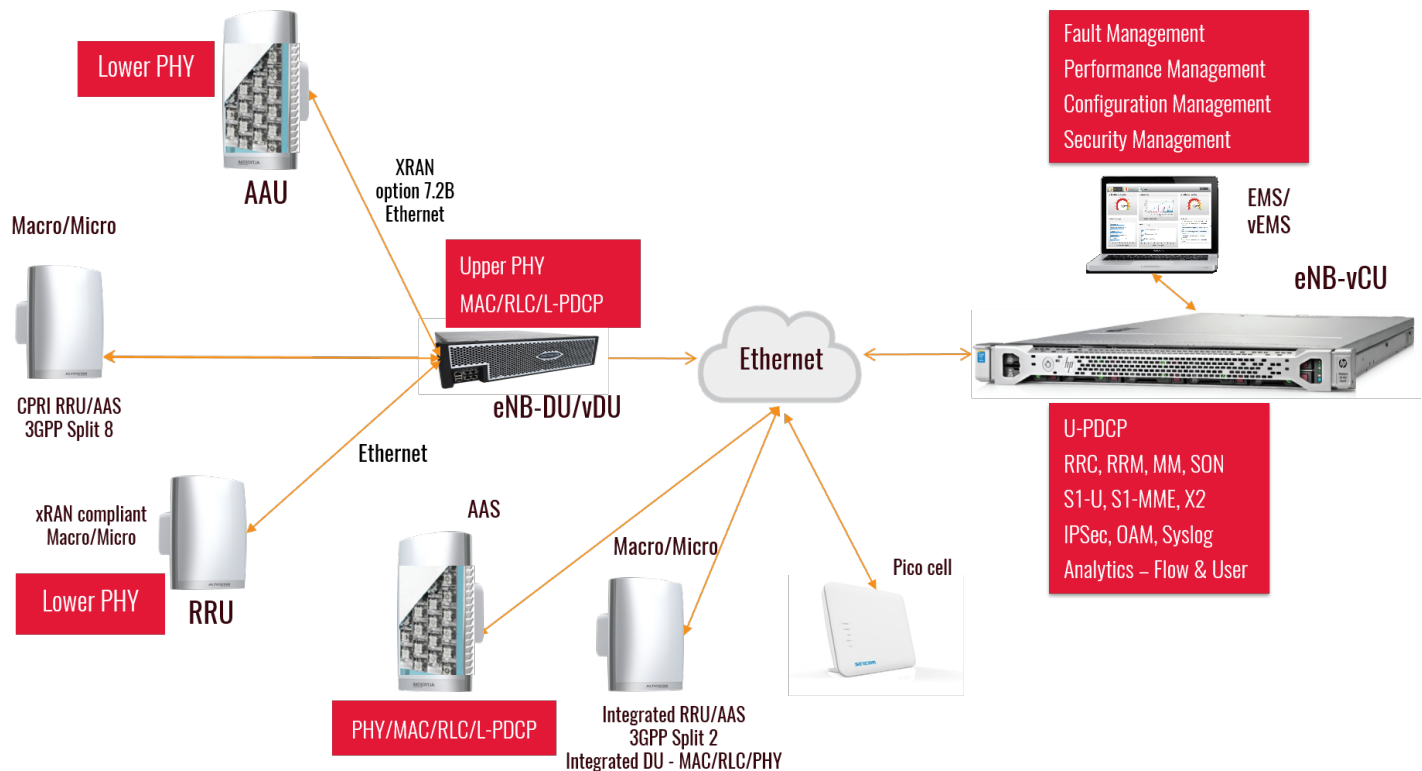 Lower PHY
AAU
XRAN
option 7.2B
Ethernet
Macro/Micro
CPRI RRU/AAS
3GPP Split 8
Ethernet
xRAN compliant
Macro/Micro
Lower PHY
RRU
Upper PHY
MAC/RLC/L-PDCP
eNB-DU/vDU
Ethernet
AAS
PHY/MAC/RLC/L-PDCP
Macro/Micro
Integrated RRU/AAS
3GPP Split 2
Integrated DU - MAC/RLC/PHY
Pico cell
Fault Management
Performance Management
Configuration Management
Security Management
EMS/
vEMS
eNB-vCU
hp
U-PDCP
RRC, RRM, MM, SON
S1-U, S1-MME, X2
IPSec, OAM, Syslog
Analytics – Flow & User